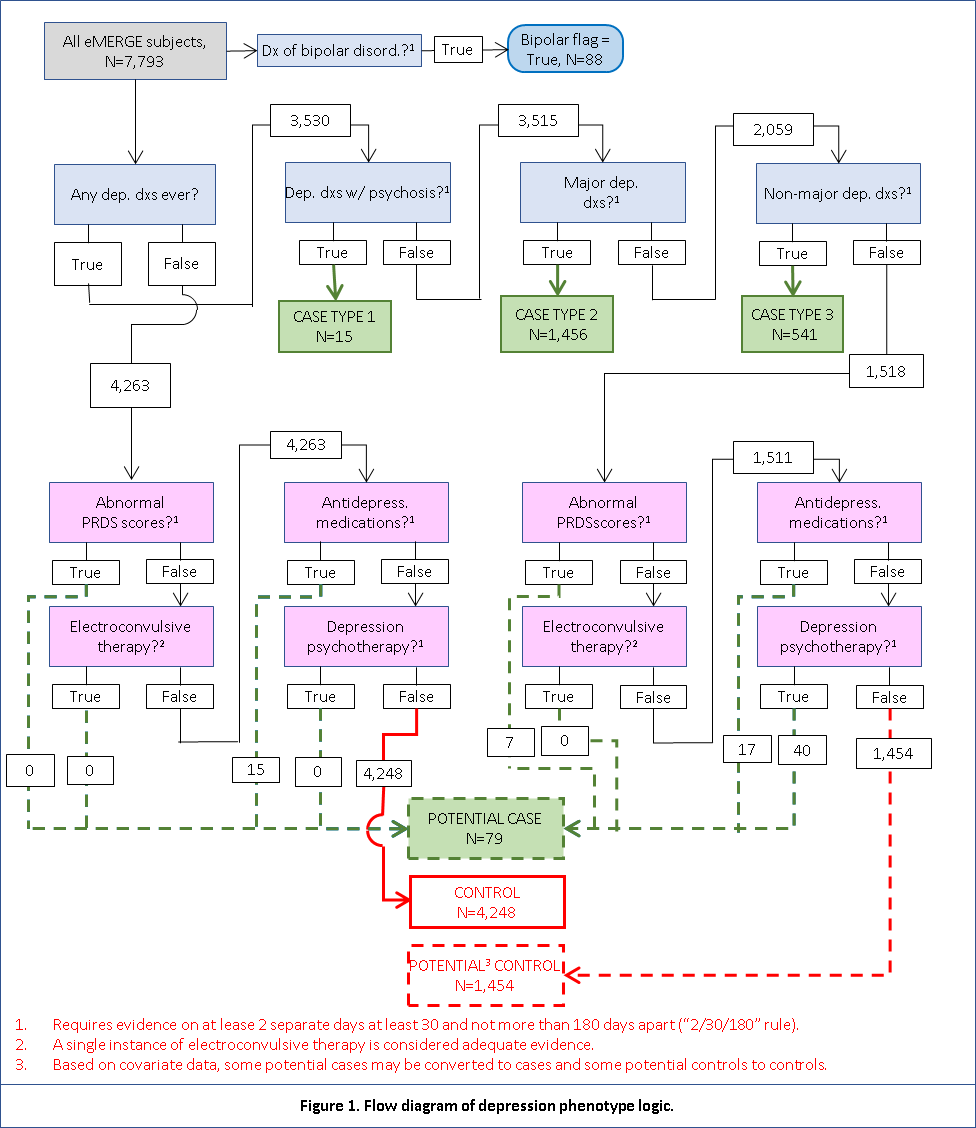 All eMERGE subjects,
N=7,793
Dx of bipolar disord.?¹
True
Bipolar flag =
True, N=88
3,530
3,515
2,059
Any dep. dxs ever?
Dep. dxs w/ psychosis?¹
Major dep.
dxs?¹
Non-major dep. dxs?¹
True
False
True
False
True
False
True
False
CASE TYPE 1
N=15
CASE TYPE 2
N=1,456
CASE TYPE 3
N=541
4,263
1,518
4,263
1,511
Abnormal
PRDS scores?¹
Antidepress.
medications?¹
Abnormal
PRDSscores?¹
Antidepress.
medications?¹
True
False
True
False
True
False
True
False
Electroconvulsive
therapy?²
Depression
psychotherapy?¹
Electroconvulsive
therapy?²
Depression
psychotherapy?¹
True
False
True
False
True
False
True
False
0
0
15
0
4,248
7
0
17
40
1,454
POTENTIAL CASE
N=79
CONTROL
N=4,248
POTENTIAL³ CONTROL
N=1,454
1. Requires evidence on at lease 2 separate days at least 30 and not more than 180 days apart (“2/30/180” rule).
2. A single instance of electroconvulsive therapy is considered adequate evidence.
3. Based on covariate data, some potential cases may be converted to cases and some potential controls to controls.
Figure 1. Flow diagram of depression phenotype logic.